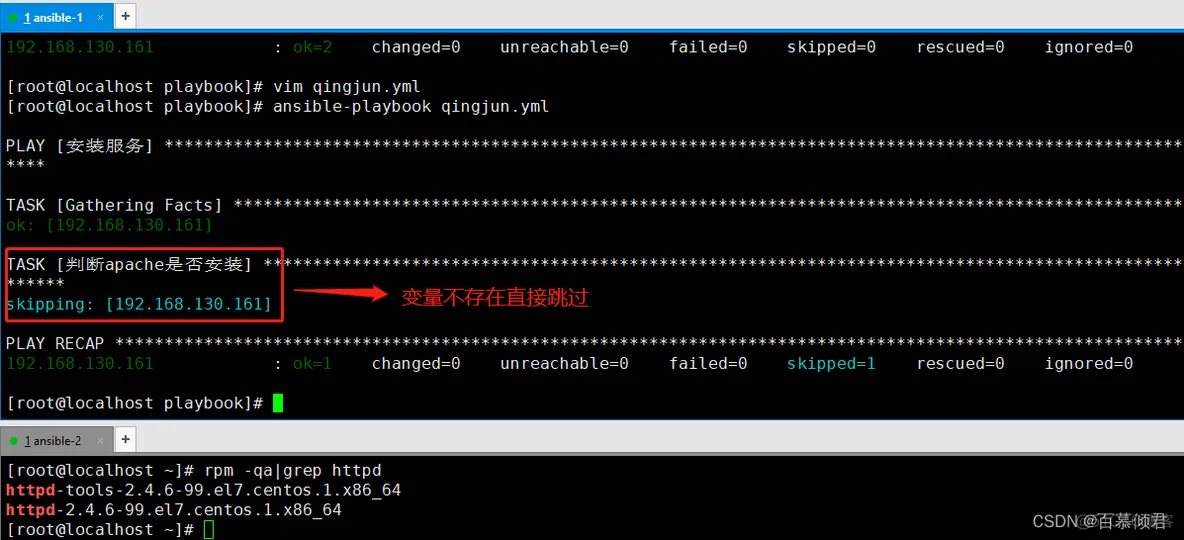 1 ansible-1 × +
192.168.130.161 : ok=2 changed=0 unreachable=0 failed=0 skipped=0 rescued=0 ignored=0
[root@localhost playbook]# vim qingjun.yml
[root@localhost playbook]# ansible-playbook qingjun.yml
PLAY [安装服务] *******************************************************************************************************
****
TASK [Gathering Facts] ************************************************************************************************
ok: [192.168.130.161]
TASK [判断apache是否安装] *********************************************************************************************
******
skipping: [192.168.130.161]
变量不存在直接跳过
PLAY RECAP ************************************************************************************************************
192.168.130.161 : ok=1 changed=0 unreachable=0 failed=0 skipped=1 rescued=0 ignored=0
[root@localhost playbook]#
1 ansible-2 × +
[root@localhost ~]# rpm -qa|grep httpd
httpd-tools-2.4.6-99.el7.centos.1.x86_64
httpd-2.4.6-99.el7.centos.1.x86_64
[root@localhost ~]#
CSDN @百慕倾君